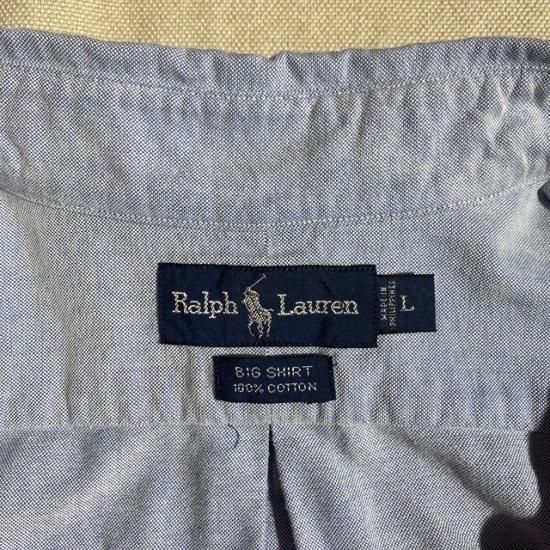 Ralph Lauren
MADE IN
PHILIPPINES
L
BIG SHIRT
100% COTTON